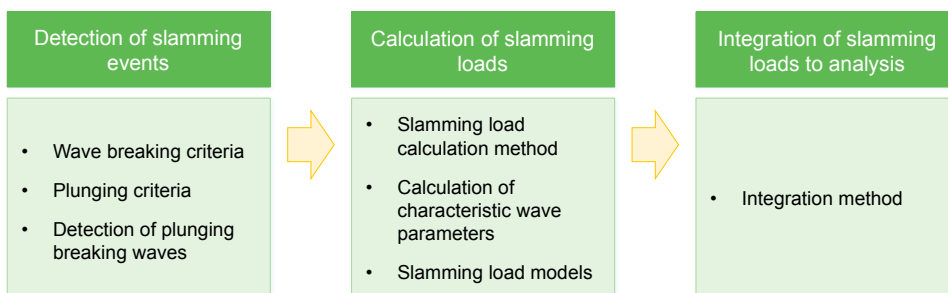 Detection of slamming
events
• Wave breaking criteria
• Plunging criteria
• Detection of plunging
breaking waves
Calculation of slamming
loads
• Slamming load
calculation method
• Calculation of
characteristic wave
parameters
• Slamming load models
Integration of slamming
loads to analysis
• Integration method